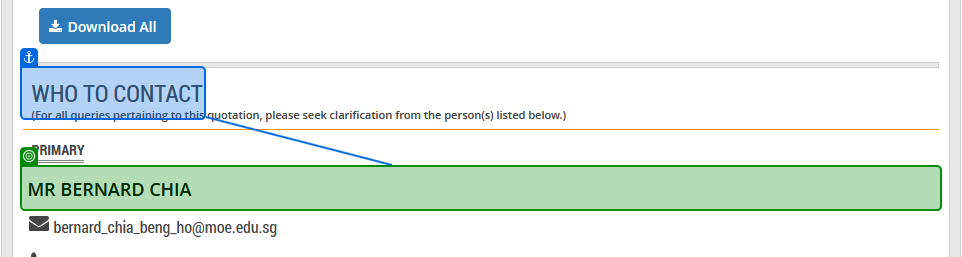 Download All
WHO TO CONTACT
(For all queries pertaining to this quotation, please seek clarification from the person(s) listed below.)
PRIMARY
MR BERNARD CHIA
bernard_chia_beng_ho@moe.edu.sg